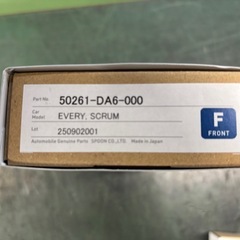 Part No. 50261-DA6-000
Car Model EVERY, SCRUM
Lot 250902001
Automobile Genuine Parts SPOON CO.,LTD. Made in Japan
F
FRONT